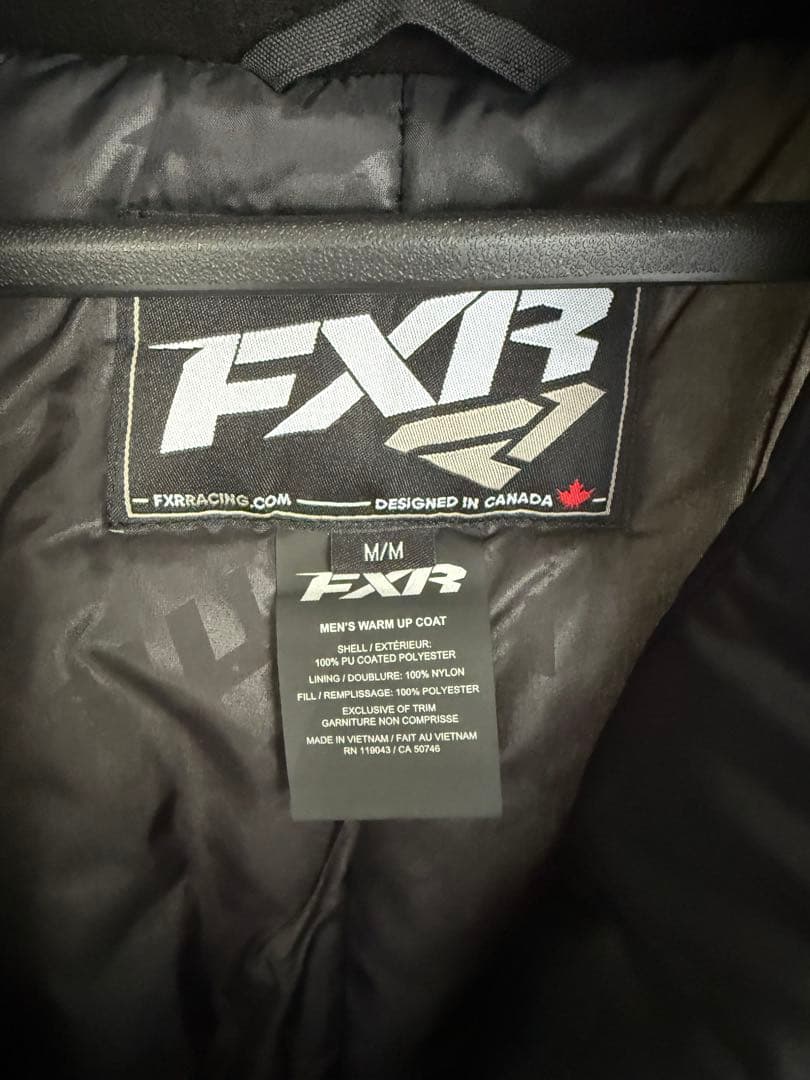 FXR
FXRRACING.COM
DESIGNED IN CANADA
M/M
FXR
MEN'S WARM UP COAT
SHELL / EXTÉRIEUR:
100% PU COATED POLYESTER
LINING / DOUBLURE: 100% NYLON
FILL / REMPLISSAGE: 100% POLYESTER
EXCLUSIVE OF TRIM
GARNITURE NON COMPRISE
MADE IN VIETNAM / FAIT AU VIETNAM
RN 119043 / CA 50746